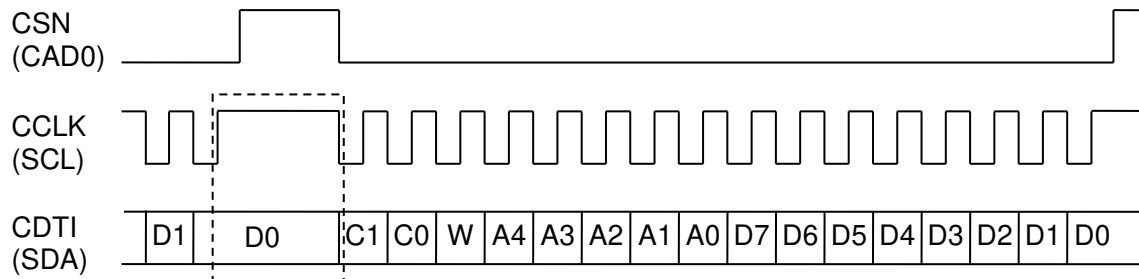 CSN
(CAD0)
CCLK
(SCL)
CDTI
(SDA)
D1 D0 C1 C0 W A4 A3 A2 A1 A0 D7 D6 D5 D4 D3 D2 D1 D0